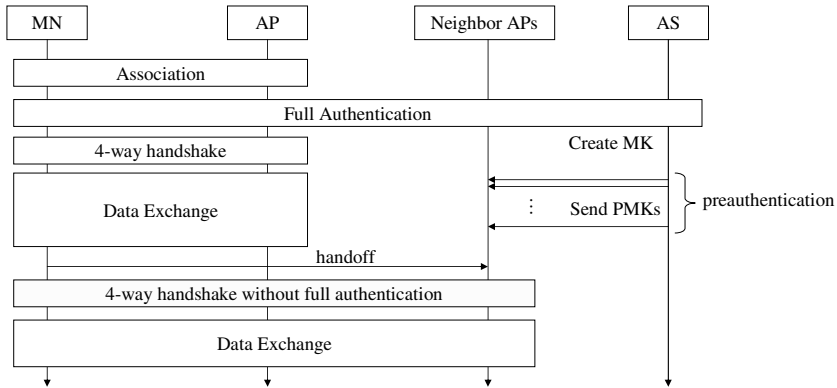 MN AP Neighbor APs AS
Association
Full Authentication
Create MK
4-way handshake
Data Exchange
⋮ Send PMKs
preauthentication
handoff
4-way handshake without full authentication
Data Exchange